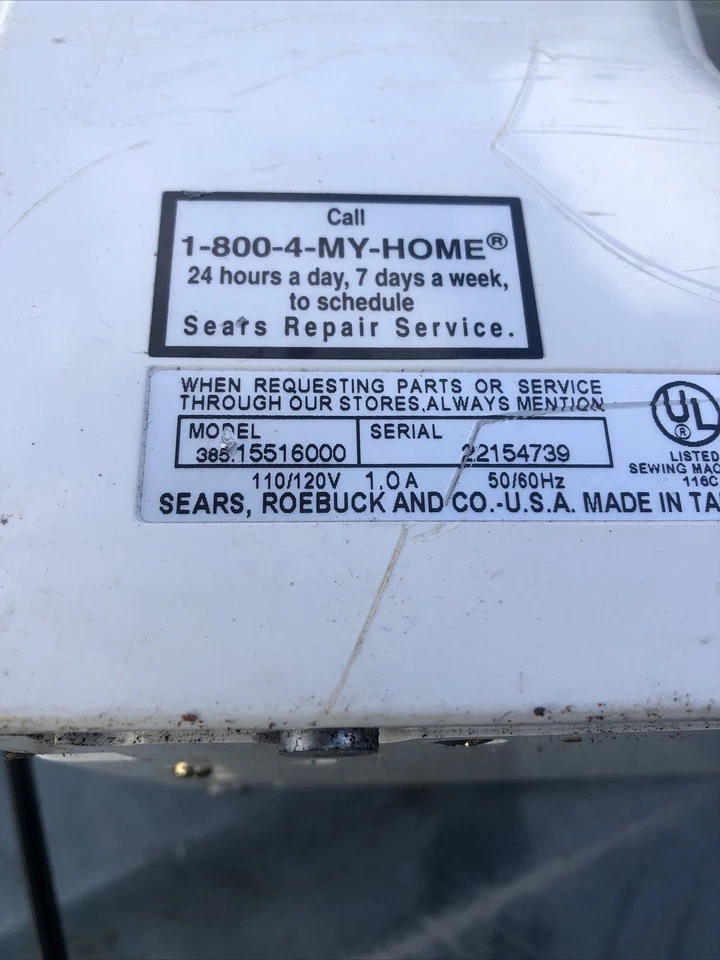 Call
1-800-4-MY-HOME®
24 hours a day, 7 days a week,
to schedule
Sears Repair Service.
WHEN REQUESTING PARTS OR SERVICE
THROUGH OUR STORES,ALWAYS MENTION
MODEL
385.15516000
SERIAL
22154739
110/120V 1.0A 50/60Hz
SEARS, ROEBUCK AND CO.-U.S.A. MADE IN TA
UL
®
LISTED
SEWING MAC
116C